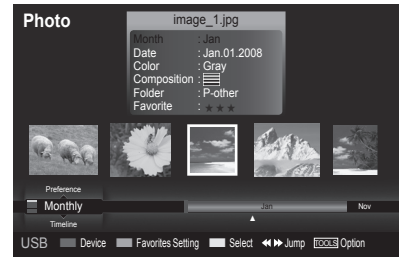 Photo
image_1.jpg
Month : Jan
Date : Jan.01.2008
Color : Gray
Composition :
Folder : P-other
Favorite : ★ ★ ★
Preference
Monthly
Jan
Nov
Timeline
USB Device Favorites Setting Select ◀◀ ▶▶ Jump TOOLS Option